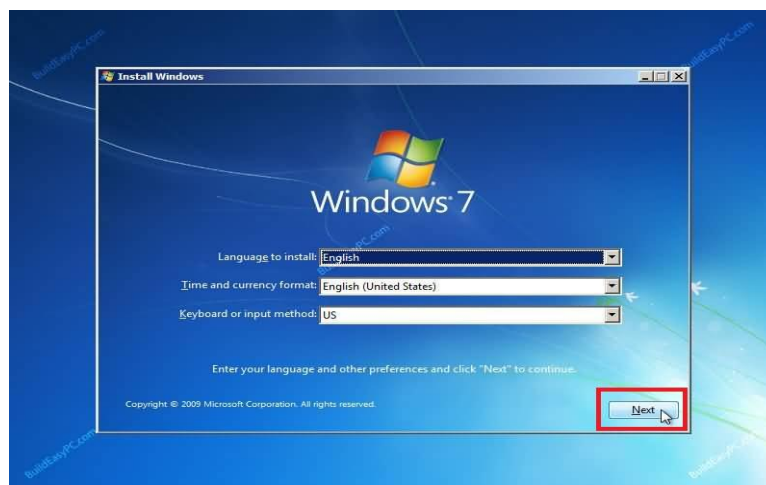 BuildEasyPC.com
BuildEasyPC.com
Install Windows
Windows 7
BuildEasyPC.com
Language to install: English
Time and currency format: English (United States)
Keyboard or input method: US
Enter your language and other preferences and click "Next" to continue.
Copyright © 2009 Microsoft Corporation. All rights reserved.
Next
BuildEasyPC.com
BuildEasyPC.com